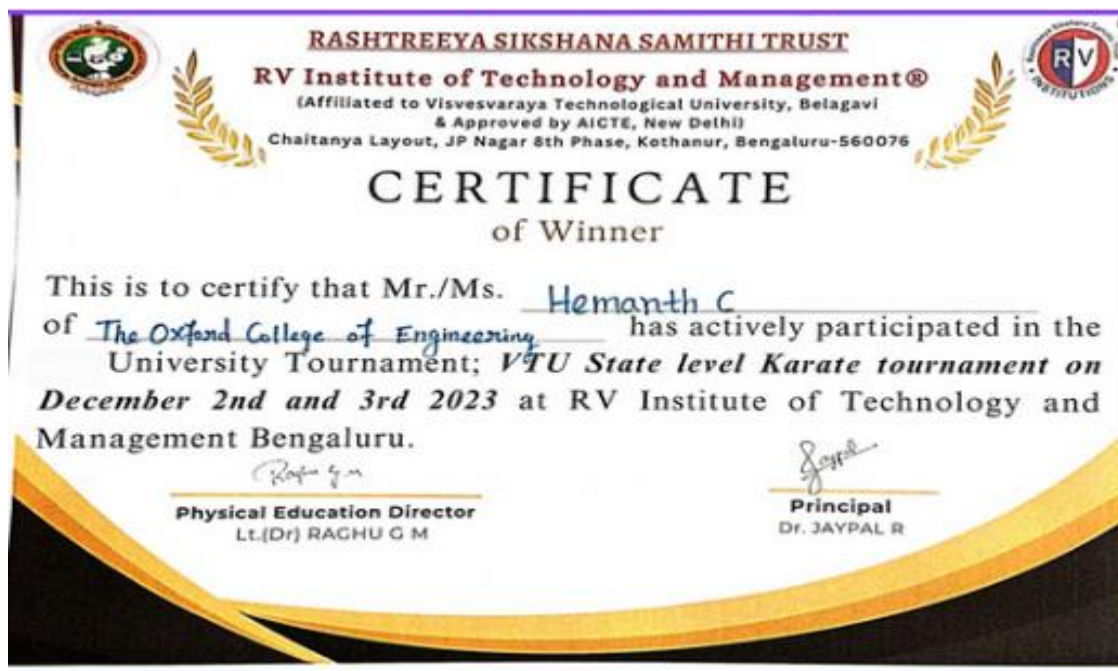 RASHTREEYA SIKSHANA SAMITHI TRUST
RV Institute of Technology and Management®
(Affiliated to Visvesvaraya Technological University, Belagavi
& Approved by AICTE, New Delhi)
Chaitanya Layout, JP Nagar 8th Phase, Kothanur, Bengaluru-560076
RV
INSTITUTIONS
CERTIFICATE
of Winner
This is to certify that Mr./Ms. Hemanth C
of The Oxford College of Engineering has actively participated in the
University Tournament; VTU State level Karate tournament on
December 2nd and 3rd 2023 at RV Institute of Technology and
Management Bengaluru.
Physical Education Director
Lt.(Dr) RAGHU G M
Principal
Dr. JAYPAL R